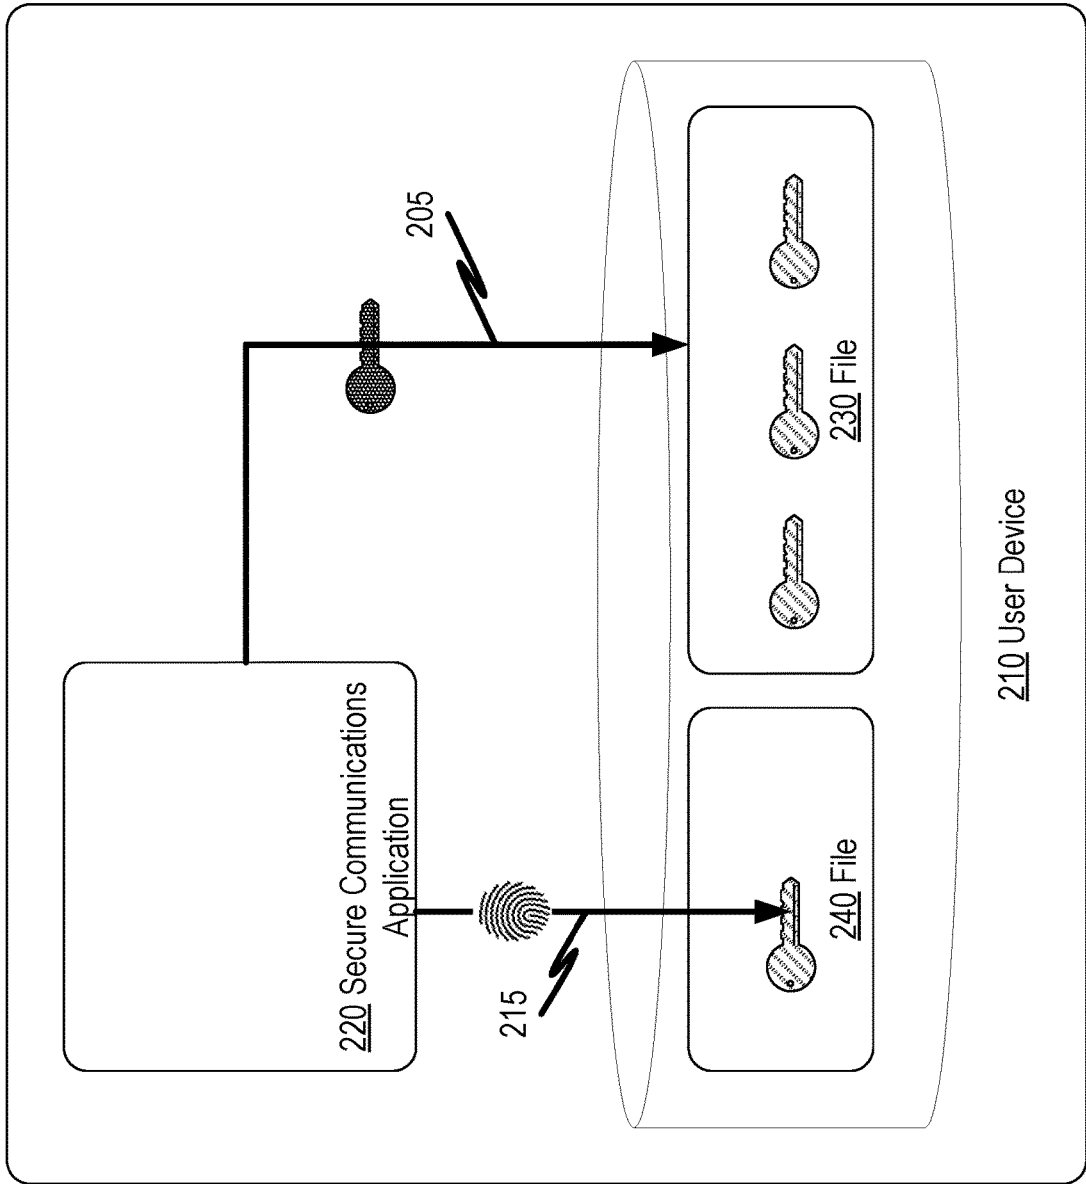 220 Secure Communications
Application
205
215
240 File
230 File
210 User Device